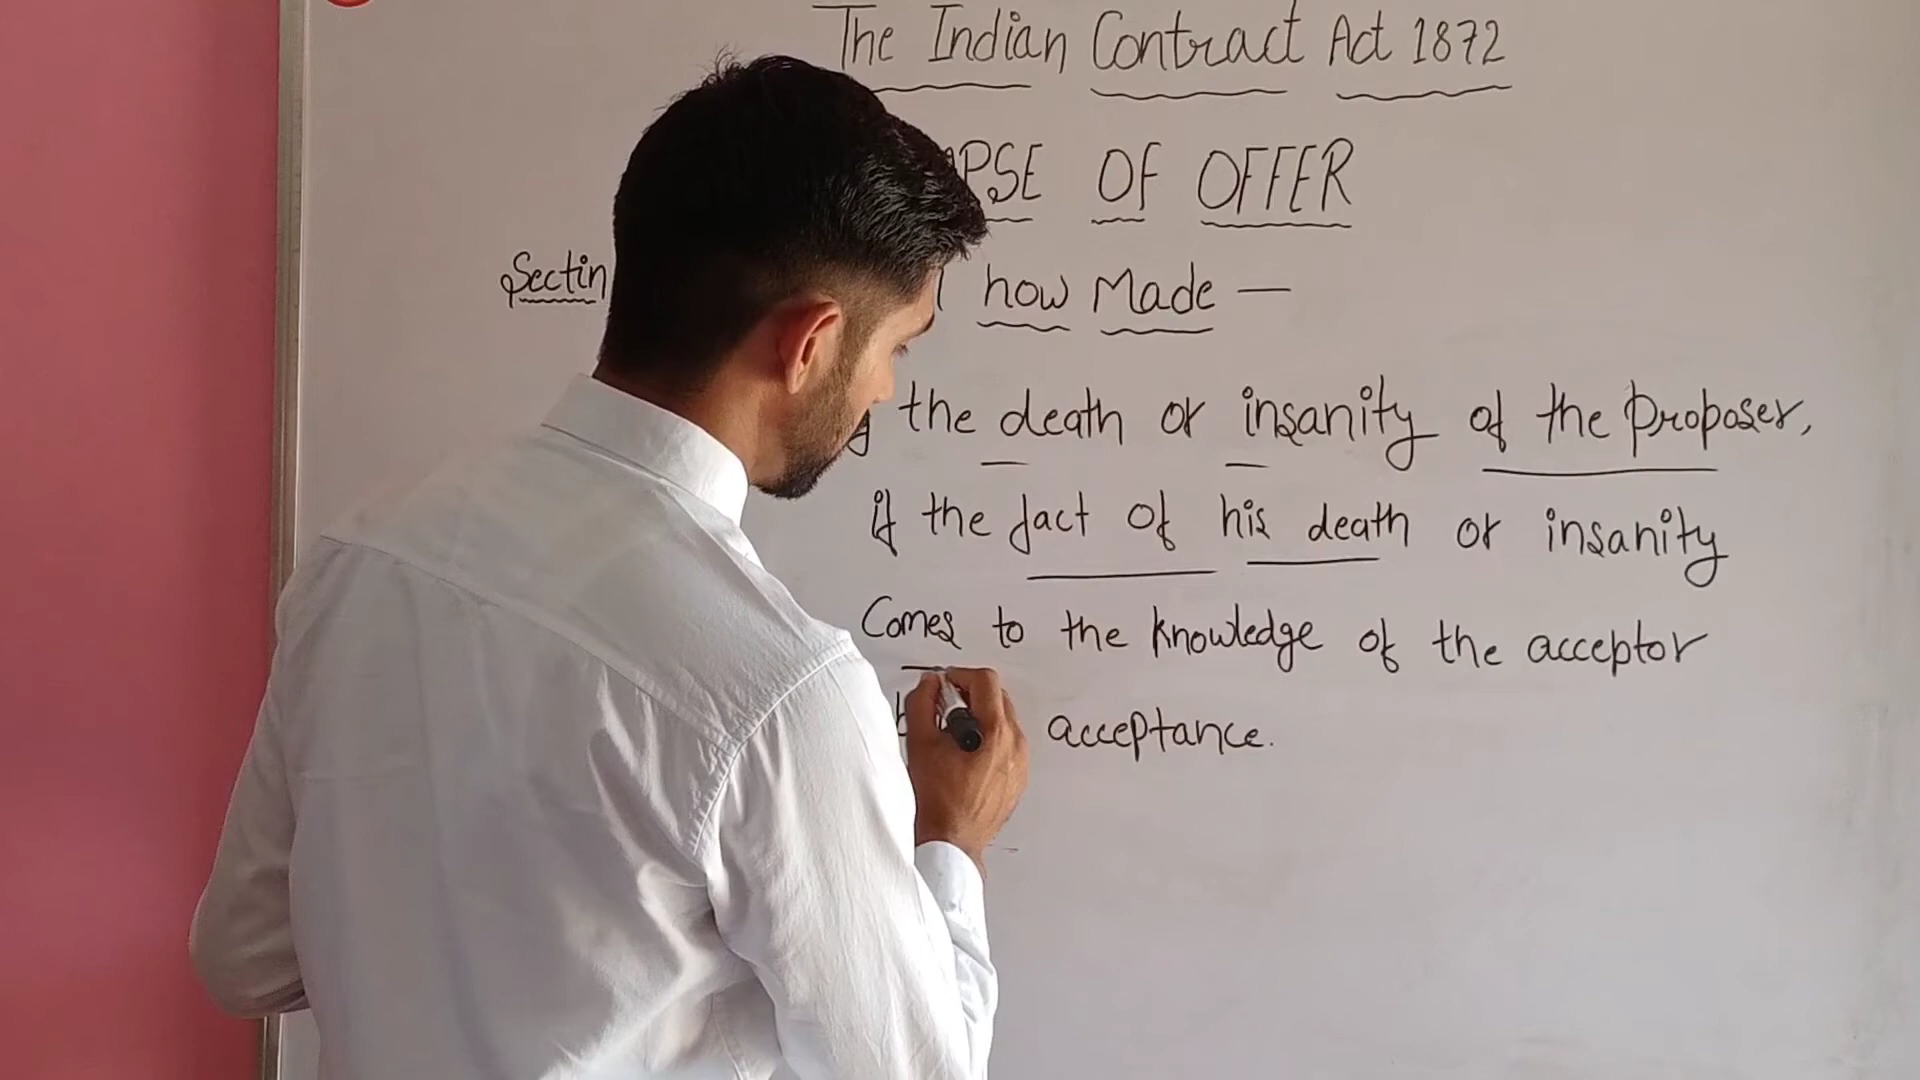 The Indian Contract Act 1872
PSE OF OFFER
Sectin how Made —
the death or insanity of the proposer,
if the fact of his death or insanity
Comes to the knowledge of the acceptor
acceptance.